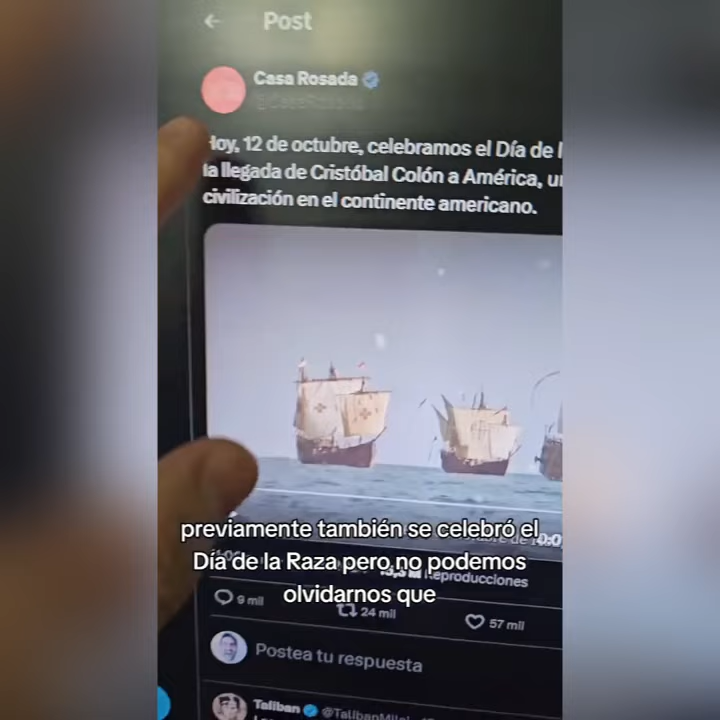 Post
Casa Rosada
@CasaRosada
Hoy, 12 de octubre, celebramos el Día de l
la llegada de Cristóbal Colón a América, un
civilización en el continente americano.
previamente también se celebró el
Día de la Raza pero no podemos
olvidarnos que
Reproducciones
9 mil
24 mil
57 mil
Postea tu respuesta
Taliban